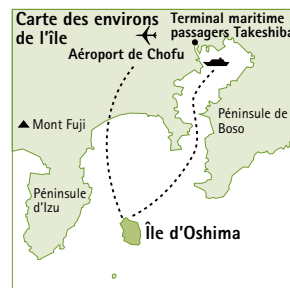 Carte des environs
de l'île
Terminal maritime
passagers Takeshiba
Aéroport de Chofu
Péninsule de
Boso
Mont Fuji
Péninsule
d'Izu
Île d'Oshima